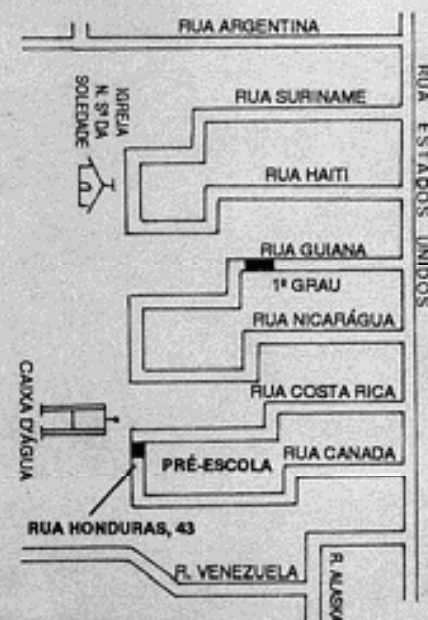 RUA ARGENTINA
RUA ESTADOS UNIDOS
RUA SURINAME
IGREJA
N. Sª DA
SOLEDADE
RUA HAITI
RUA GUIANA
1º GRAU
RUA NICARÁGUA
RUA COSTA RICA
CAIXA D'ÁGUA
RUA CANADA
PRÉ-ESCOLA
RUA HONDURAS, 43
R. VENEZUELA
R. ALASKA